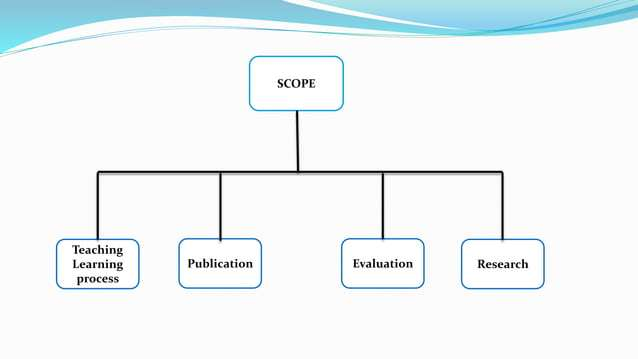 SCOPE
Teaching
Learning
process
Publication
Evaluation
Research